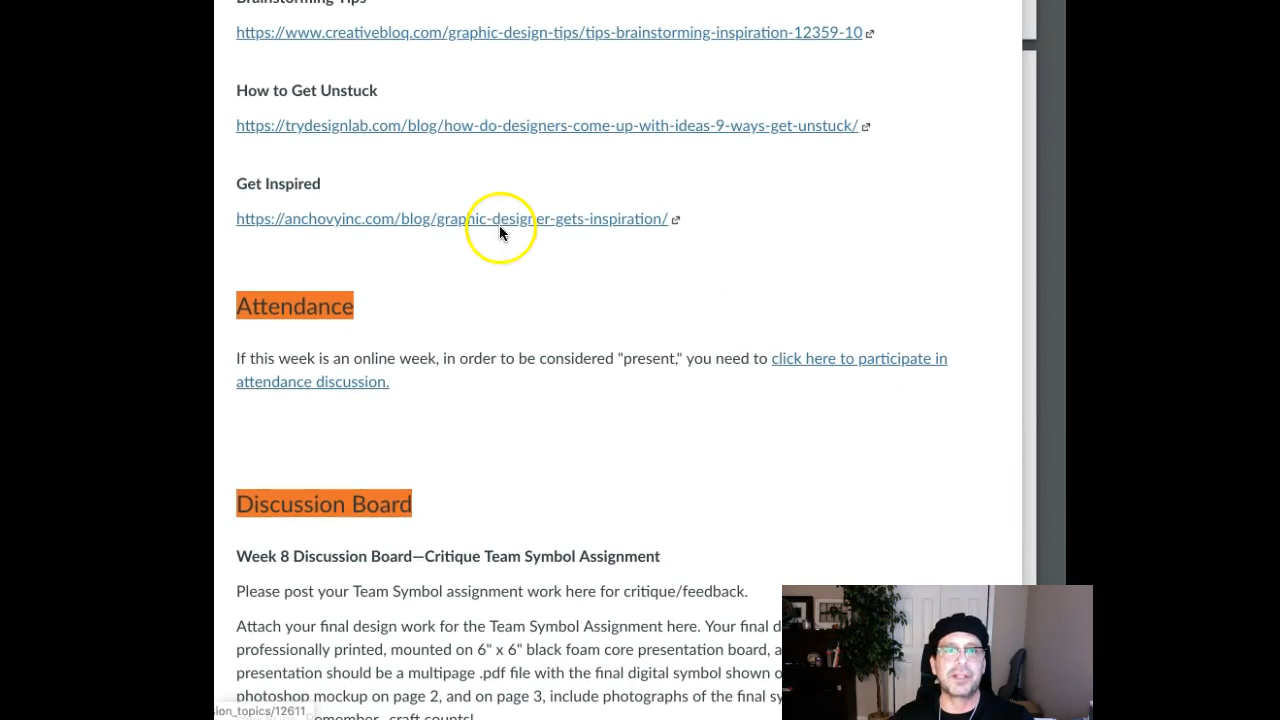 Brainstorming Tips
https://www.creativebloq.com/graphic-design-tips/tips-brainstorming-inspiration-12359-10
How to Get Unstuck
https://trydesignlab.com/blog/how-do-designers-come-up-with-ideas-9-ways-get-unstuck/
Get Inspired
https://anchovyinc.com/blog/graphic-designer-gets-inspiration/
Attendance
If this week is an online week, in order to be considered "present," you need to click here to participate in
attendance discussion.
Discussion Board
Week 8 Discussion Board—Critique Team Symbol Assignment
Please post your Team Symbol assignment work here for critique/feedback.
Attach your final design work for the Team Symbol Assignment here. Your final d
professionally printed, mounted on 6" x 6" black foam core presentation board, a
presentation should be a multipage .pdf file with the final digital symbol shown o
photoshop mockup on page 2, and on page 3, include photographs of the final sy
sion_topics/12611
remember, craft counts!